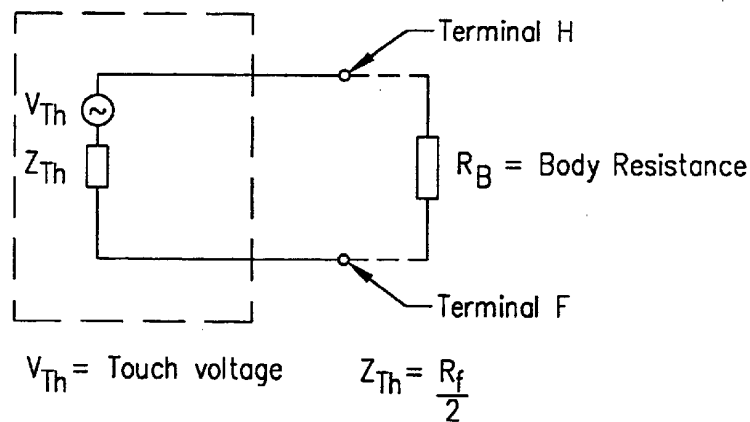 Terminal H
V_Th
~
Z_Th
R_B = Body Resistance
Terminal F
V_Th = Touch voltage
Z_Th = R_f
2